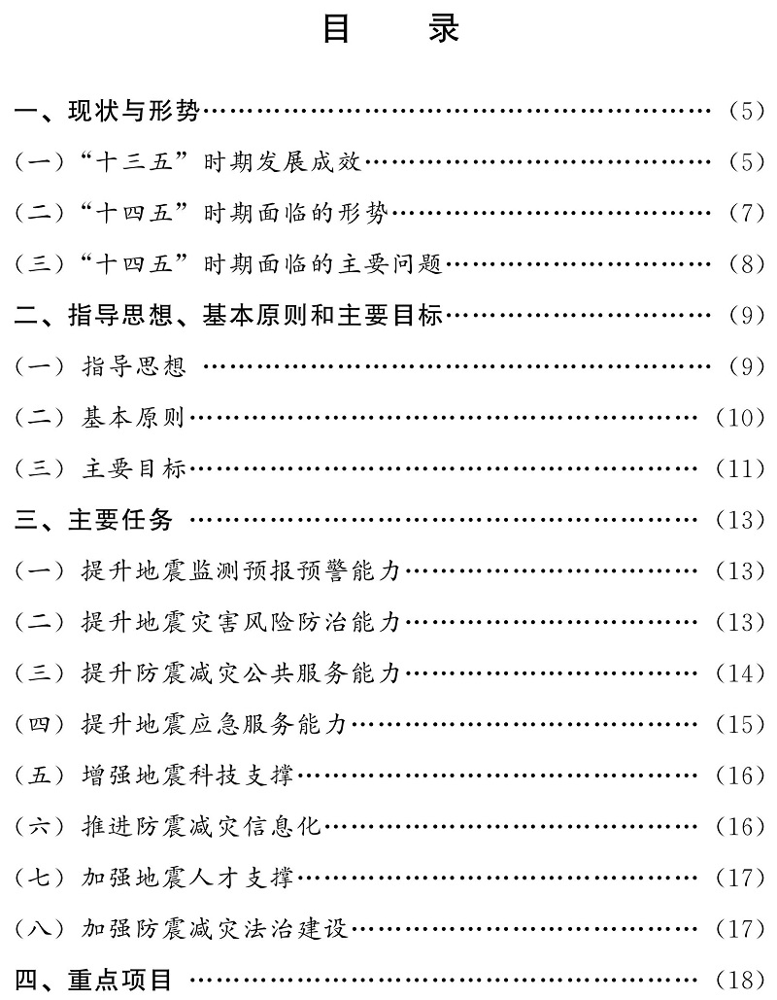 目 录
一、现状与形势………………………………………………………（5）
（一）“十三五”时期发展成效……………………………………（5）
（二）“十四五”时期面临的形势…………………………………（7）
（三）“十四五”时期面临的主要问题……………………………（8）
二、指导思想、基本原则和主要目标……………………………（9）
（一）指导思想 ………………………………………………………（9）
（二）基本原则………………………………………………………（10）
（三）主要目标………………………………………………………（11）
三、主要任务 ………………………………………………………（13）
（一）提升地震监测预报预警能力………………………………（13）
（二）提升地震灾害风险防治能力………………………………（13）
（三）提升防震减灾公共服务能力………………………………（14）
（四）提升地震应急服务能力……………………………………（15）
（五）增强地震科技支撑…………………………………………（16）
（六）推进防震减灾信息化………………………………………（16）
（七）加强地震人才支撑…………………………………………（17）
（八）加强防震减灾法治建设……………………………………（17）
四、重点项目 ………………………………………………………（18）